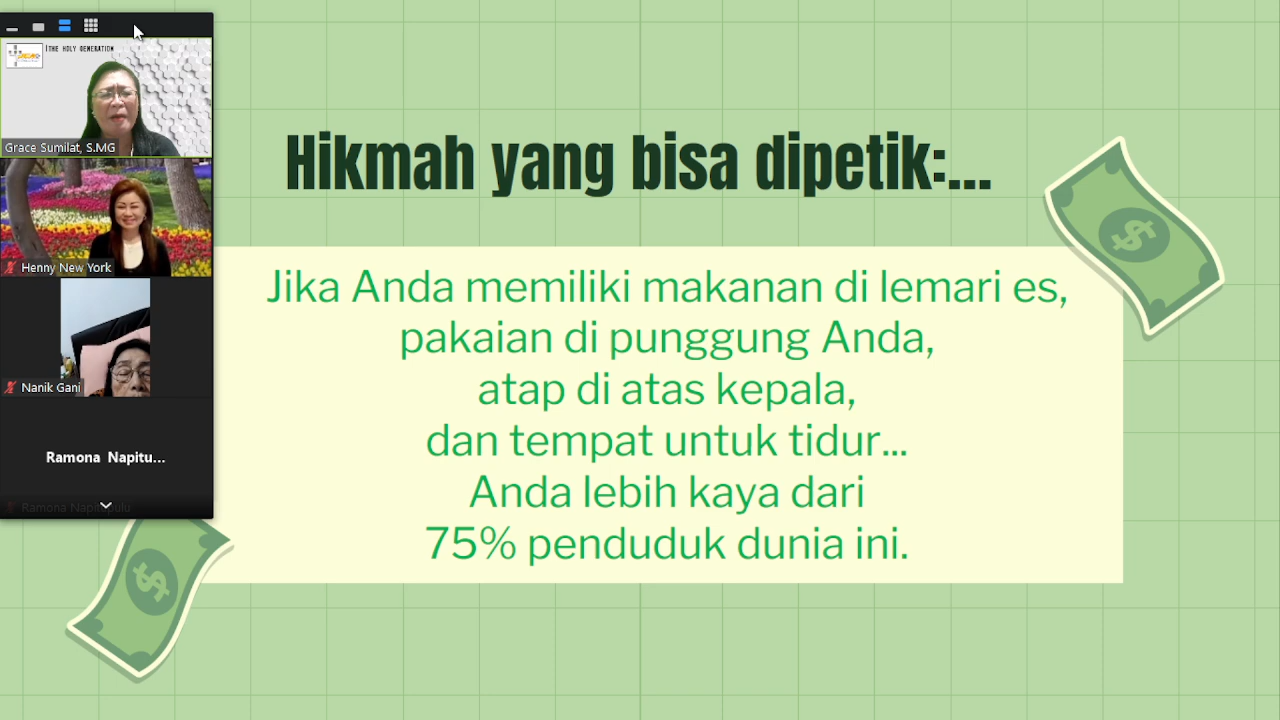 THE HOLY GENERATION
Grace Sumilat, S.MG
Henny New York
Nanik Gani
Ramona Napitu...
Ramona Napitupulu
Hikmah yang bisa dipetik:...
Jika Anda memiliki makanan di lemari es,
pakaian di punggung Anda,
atap di atas kepala,
dan tempat untuk tidur...
Anda lebih kaya dari
75% penduduk dunia ini.
$
$